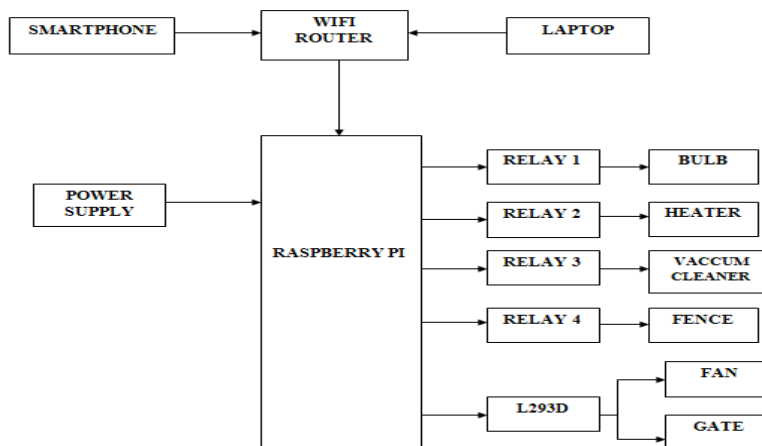 SMARTPHONE
WIFI
ROUTER
LAPTOP
POWER
SUPPLY
RASPBERRY PI
RELAY 1
BULB
RELAY 2
HEATER
RELAY 3
VACCUM
CLEANER
RELAY 4
FENCE
L293D
FAN
GATE